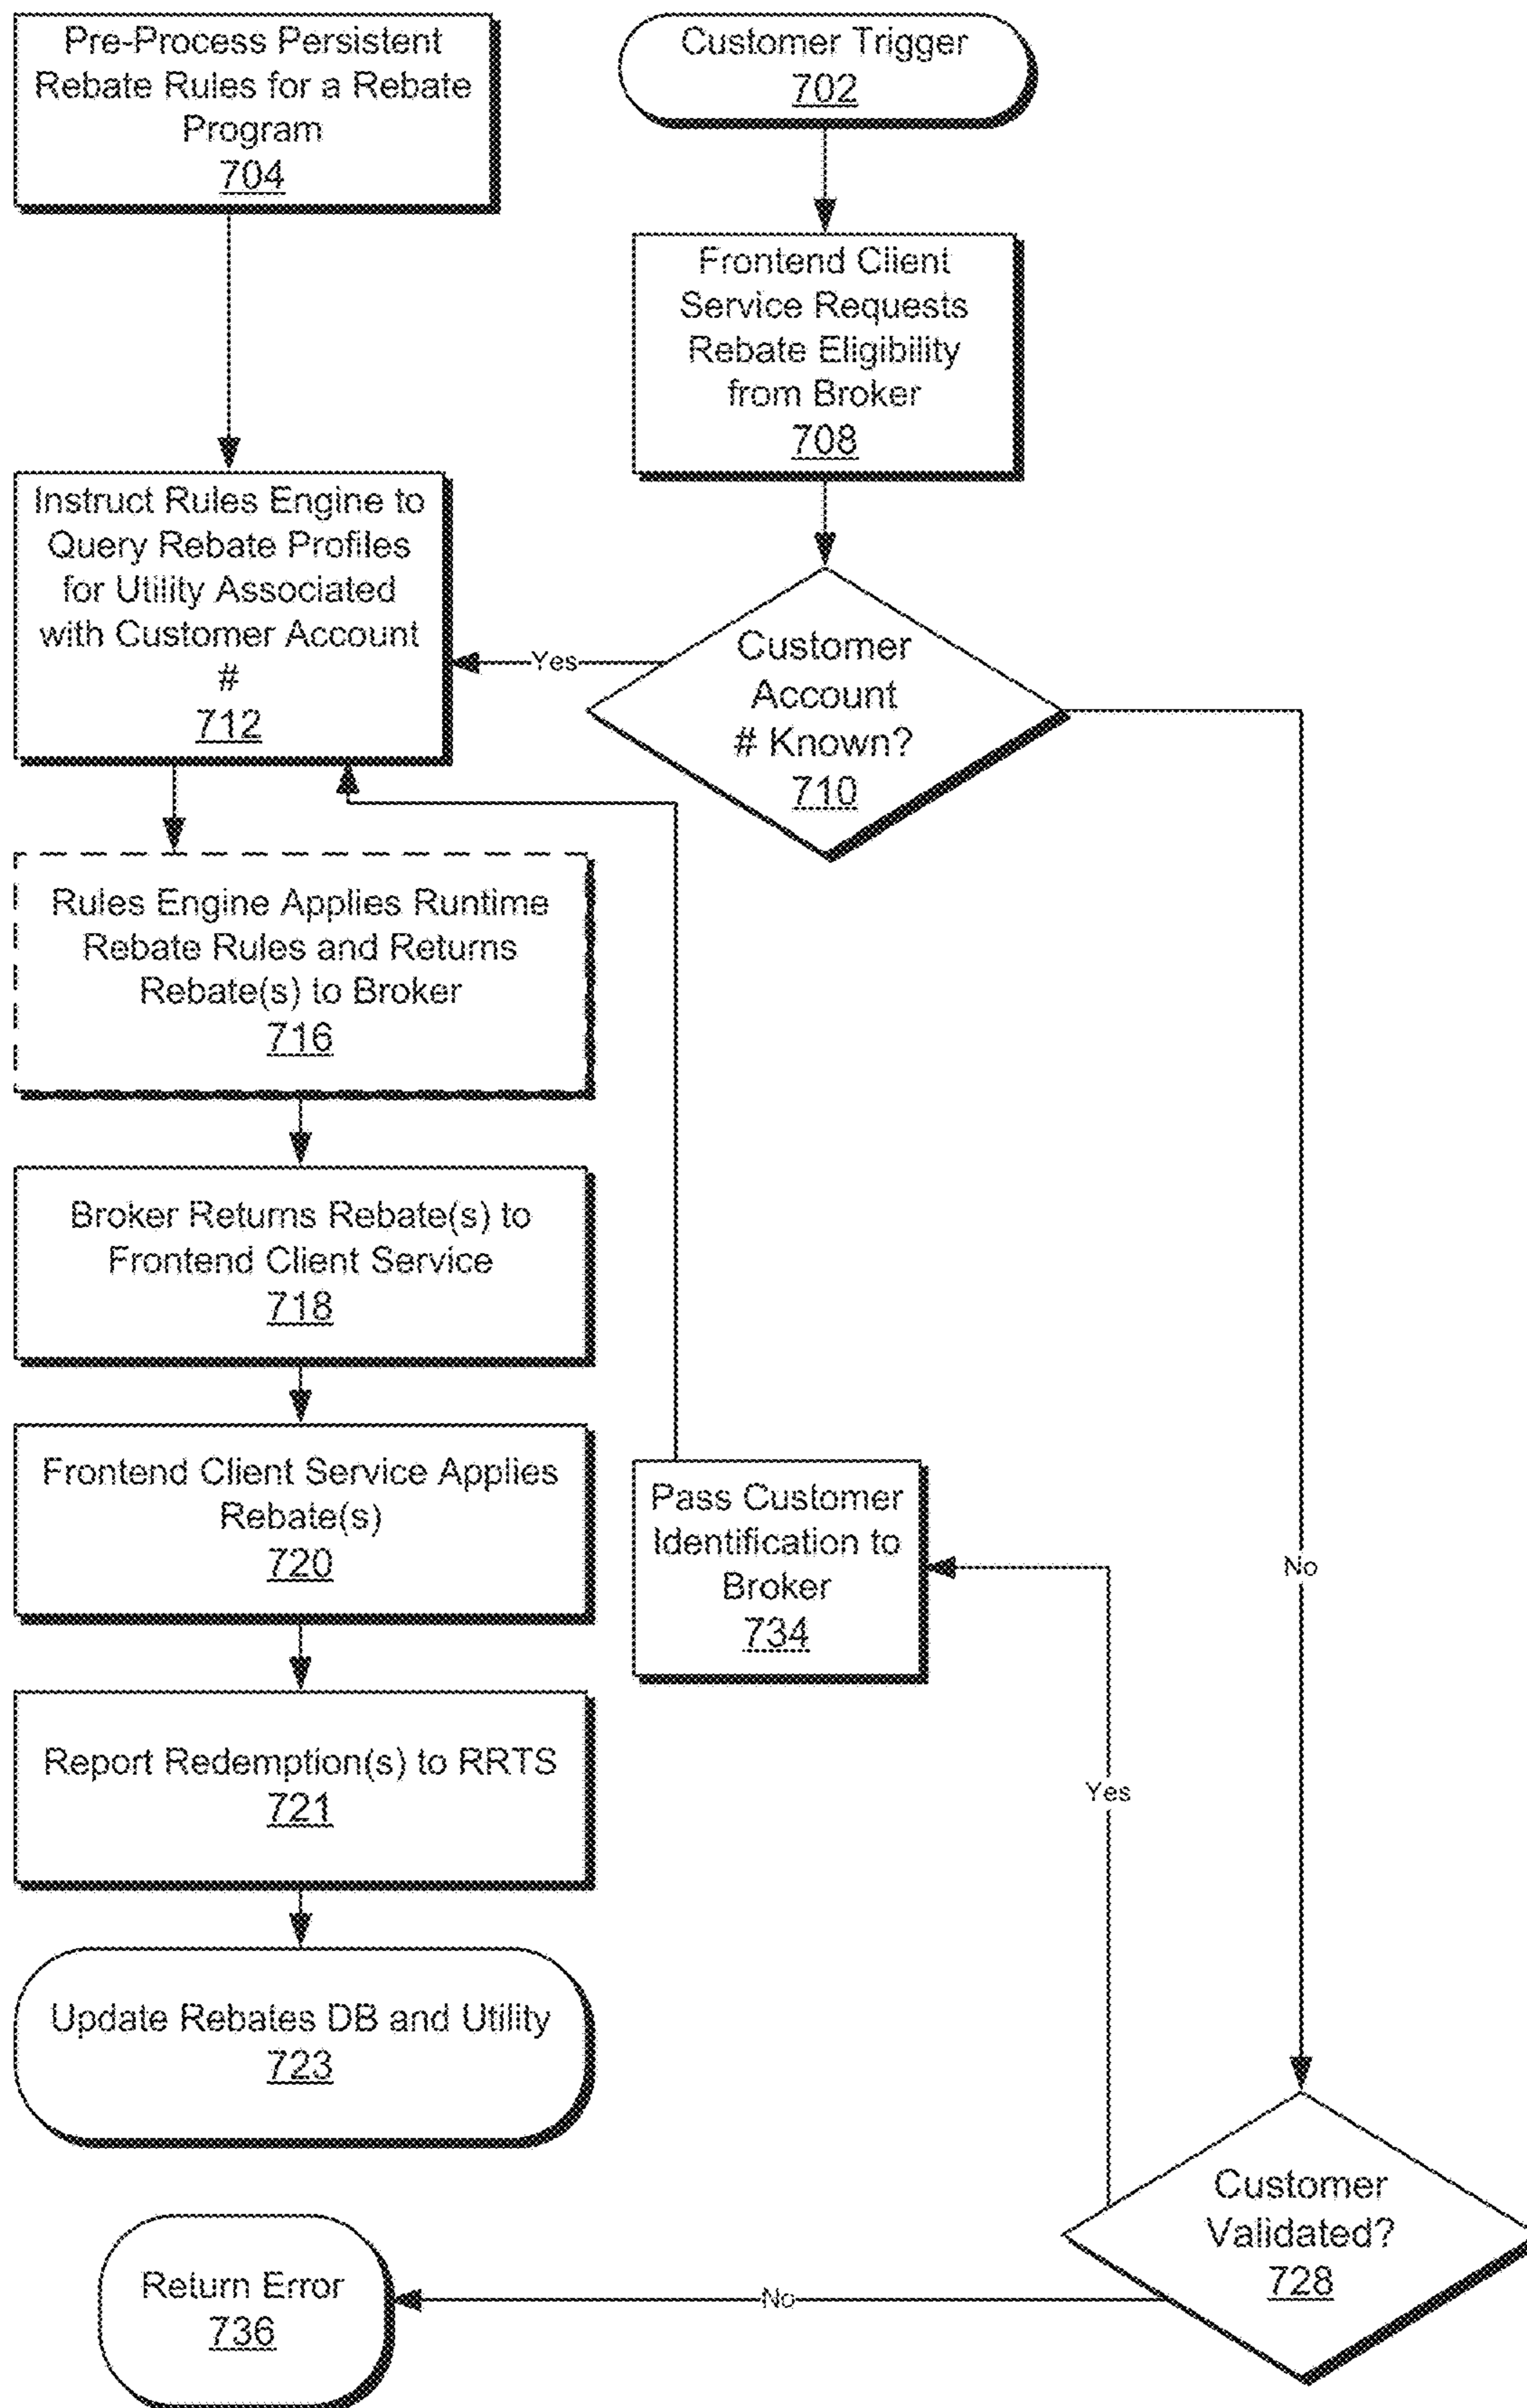 Pre-Process Persistent
Rebate Rules for a Rebate
Program
704
Customer Trigger
702
Frontend Client
Service Requests
Rebate Eligibility
from Broker
708
Instruct Rules Engine to
Query Rebate Profiles
for Utility Associated
with Customer Account
#
712
Yes
Customer
Account
# Known?
710
Rules Engine Applies Runtime
Rebate Rules and Returns
Rebate(s) to Broker
716
Broker Returns Rebate(s) to
Frontend Client Service
718
Frontend Client Service Applies
Rebate(s)
720
Pass Customer
Identification to
Broker
734
No
Report Redemption(s) to RRTS
721
Yes
Update Rebates DB and Utility
723
Customer
Validated?
728
Return Error
736
No